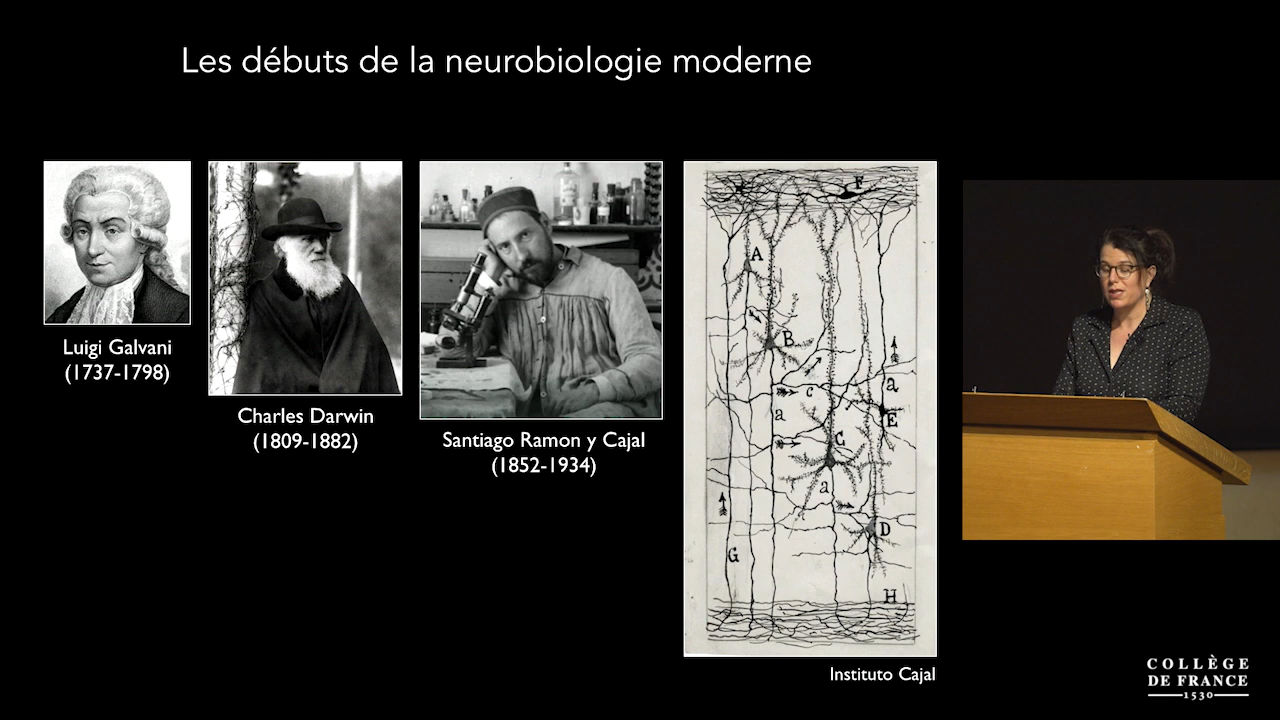 Les débuts de la neurobiologie moderne
Luigi Galvani
(1737-1798)
Charles Darwin
(1809-1882)
Santiago Ramon y Cajal
(1852-1934)
F
A
B
a
c
a
E
C
a
D
G
H
Instituto Cajal
COLLÈGE
DE FRANCE
1530